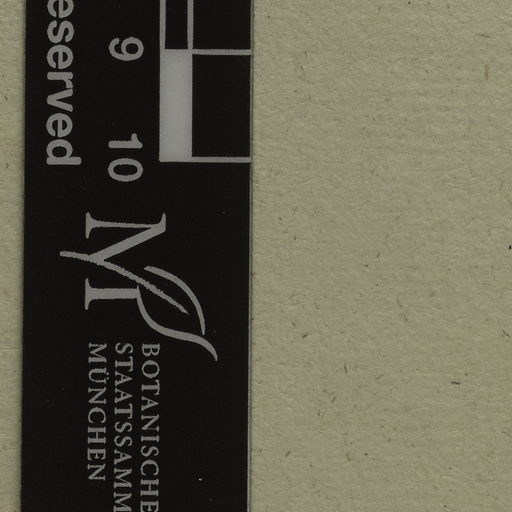 eserved
9
10
BOTANISCHE
STAATSSAMM
MÜNCHEN